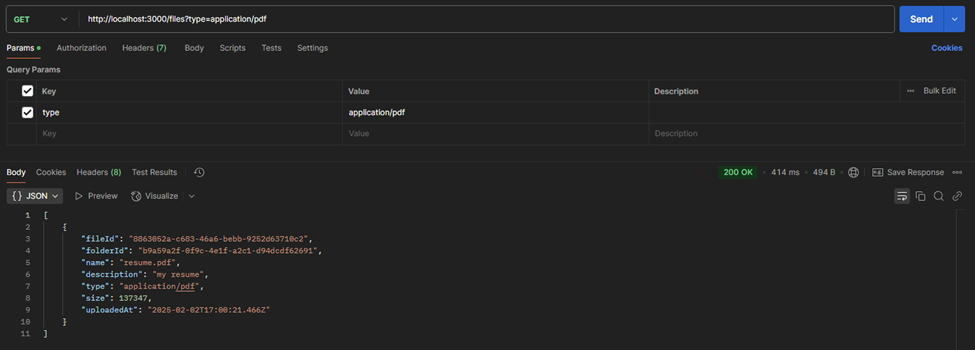 GET http://localhost:3000/files?type=application/pdf Send
Params Authorization Headers (7) Body Scripts Tests Settings Cookies
Query Params
Key Value Description ••• Bulk Edit
type application/pdf
Key Value Description
Body Cookies Headers (8) Test Results 200 OK • 414 ms • 494 B • Save Response •••
{} JSON Preview Visualize
1 [
2 {
3 "fileId": "8863052a-c683-46a6-bebb-9252d63710c2",
4 "folderId": "b9a59a2f-0f9c-4e1f-a2c1-d94dcdf62691",
5 "name": "resume.pdf",
6 "description": "my resume",
7 "type": "application/pdf",
8 "size": 137347,
9 "uploadedAt": "2025-02-02T17:00:21.466Z"
10 }
11 ]